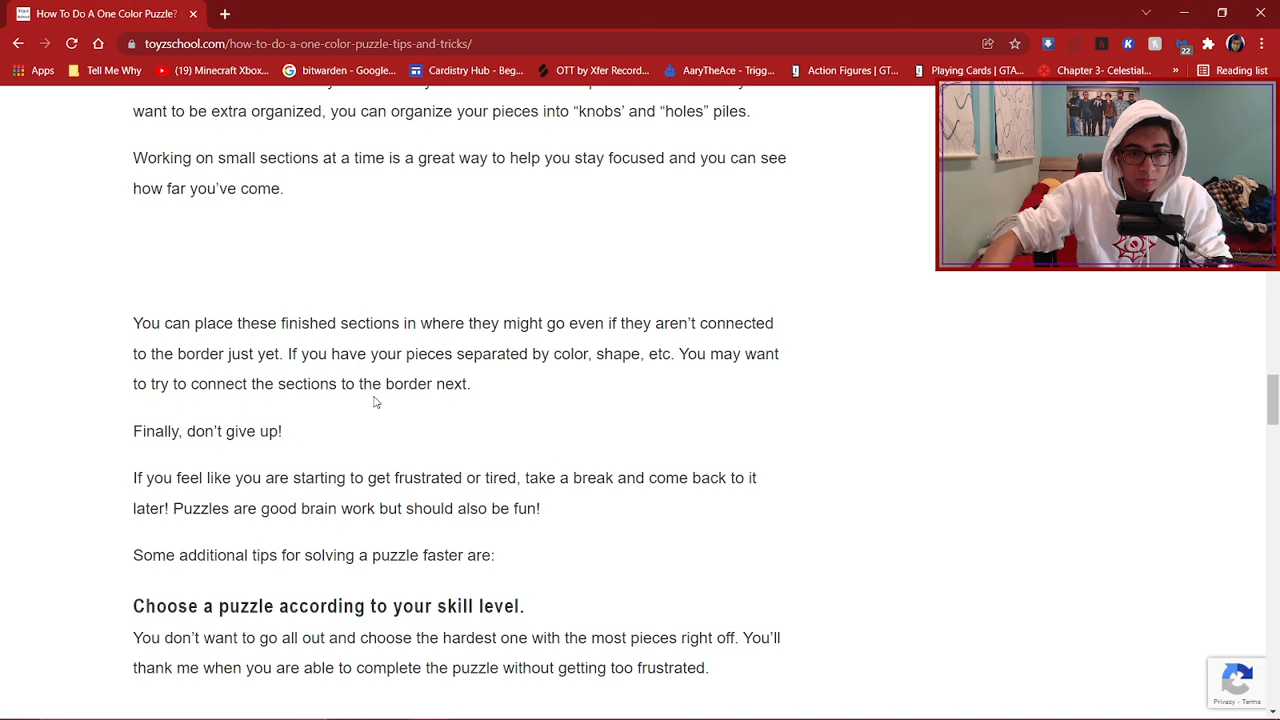 How To Do A One Color Puzzle?
toyzschool.com/how-to-do-a-one-color-puzzle-tips-and-tricks/
22
Apps Tell Me Why (19) Minecraft Xbox... bitwarden - Google... Cardistry Hub - Beg... OTT by Xfer Record... AaryTheAce - Trigg... Action Figures | GT... Playing Cards | GTA... Chapter 3- Celestial... » Reading list
want to be extra organized, you can organize your pieces into “knobs’ and “holes” piles.
Working on small sections at a time is a great way to help you stay focused and you can see
how far you’ve come.
You can place these finished sections in where they might go even if they aren’t connected
to the border just yet. If you have your pieces separated by color, shape, etc. You may want
to try to connect the sections to the border next.
Finally, don’t give up!
If you feel like you are starting to get frustrated or tired, take a break and come back to it
later! Puzzles are good brain work but should also be fun!
Some additional tips for solving a puzzle faster are:
Choose a puzzle according to your skill level.
You don’t want to go all out and choose the hardest one with the most pieces right off. You’ll
thank me when you are able to complete the puzzle without getting too frustrated.
Privacy - Terms